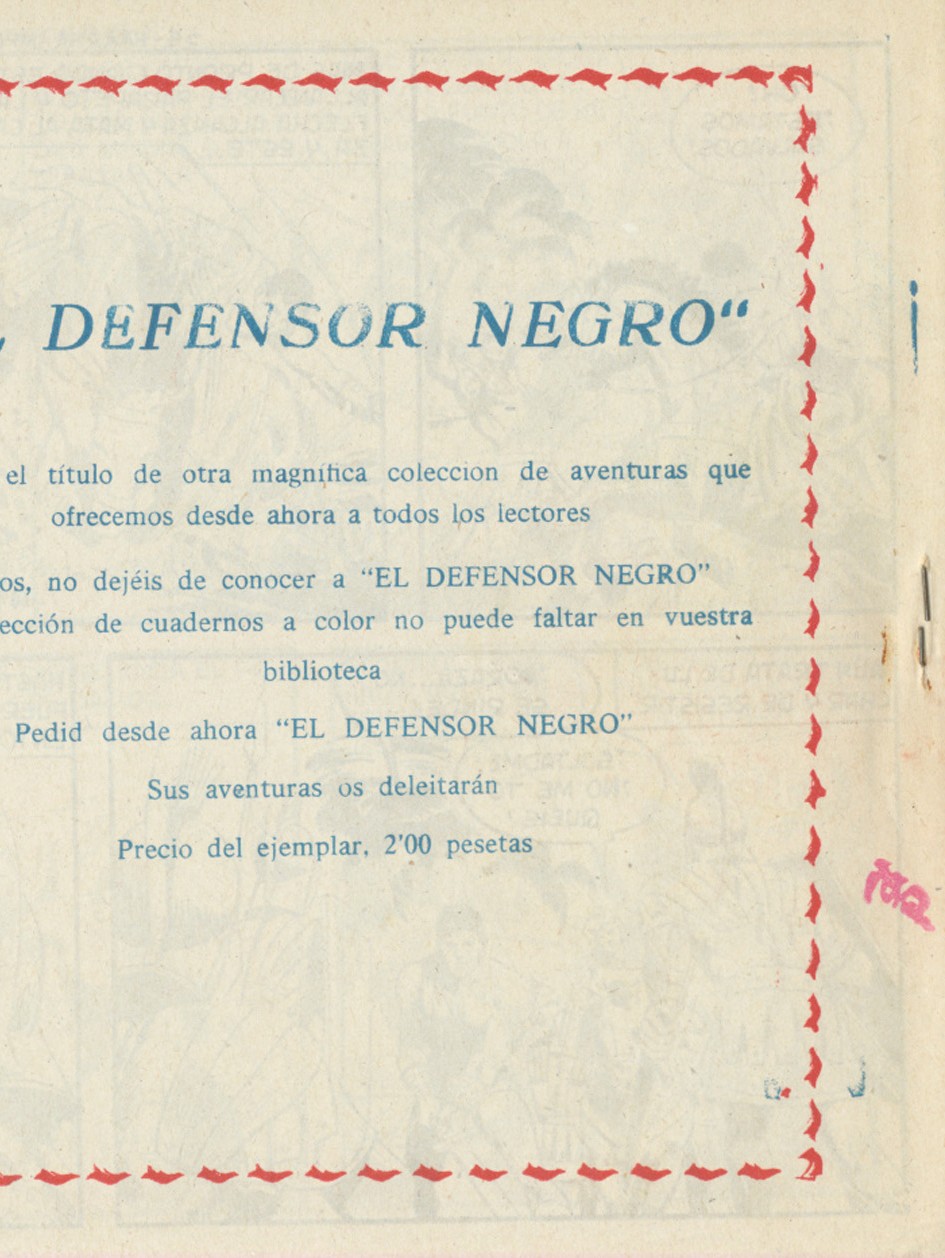 DEFENSOR NEGRO“
el título de otra magnífica coleccion de aventuras que
ofrecemos desde ahora a todos los lectores
os, no dejéis de conocer a “EL DEFENSOR NEGRO”
ección de cuadernos a color no puede faltar en vuestra
biblioteca
Pedid desde ahora “EL DEFENSOR NEGRO”
Sus aventuras os deleitarán
Precio del ejemplar, 2'00 pesetas